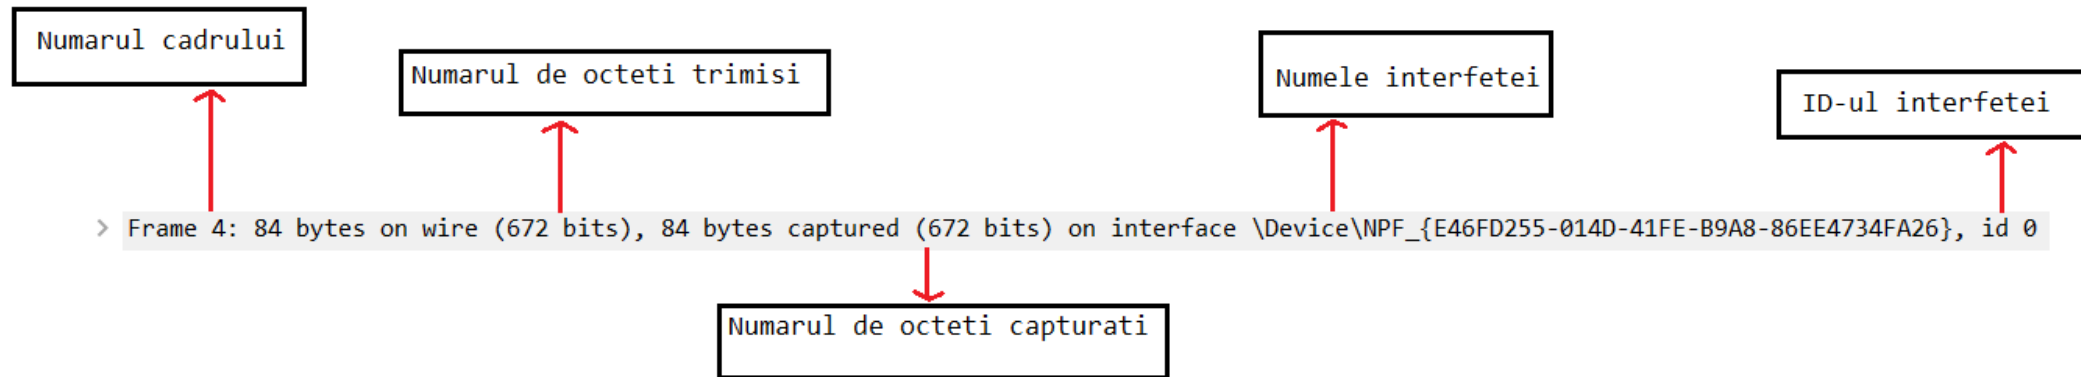 Numarul cadrului
Numarul de octeti trimisi
Numele interfetei
ID-ul interfetei
> Frame 4: 84 bytes on wire (672 bits), 84 bytes captured (672 bits) on interface \Device\NPF_{E46FD255-014D-41FE-B9A8-86EE4734FA26}, id 0
Numarul de octeti capturati